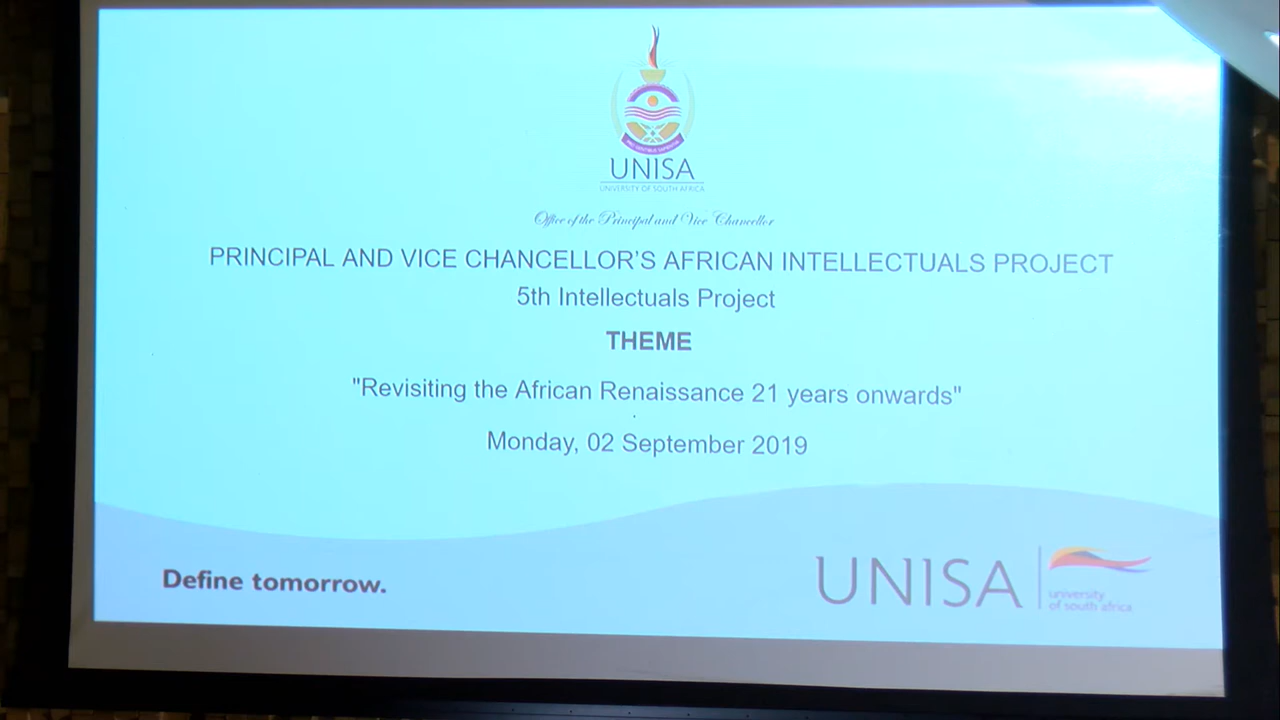 UNISA
UNIVERSITY OF SOUTH AFRICA
Office of the Principal and Vice Chancellor
PRINCIPAL AND VICE CHANCELLOR'S AFRICAN INTELLECTUALS PROJECT
5th Intellectuals Project
THEME
"Revisiting the African Renaissance 21 years onwards"
Monday, 02 September 2019
Define tomorrow.
UNISA
university
of south africa